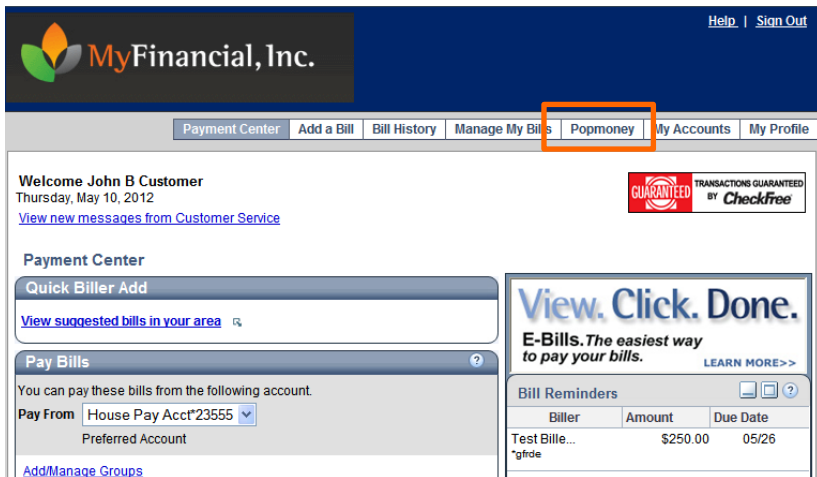 Help | Sign Out
MyFinancial, Inc.
Payment Center Add a Bill Bill History Manage My Bills Popmoney My Accounts My Profile
Welcome John B Customer
Thursday, May 10, 2012
View new messages from Customer Service
GUARANTEED
TRANSACTIONS GUARANTEED
BY CheckFree
Payment Center
Quick Biller Add
View suggested bills in your area
Pay Bills ?
You can pay these bills from the following account.
Pay From House Pay Acct*23555
Preferred Account
Add/Manage Groups
View. Click. Done.
E-Bills. The easiest way
to pay your bills.
LEARN MORE>>
Bill Reminders ?
Biller Amount Due Date
Test Bille... $250.00 05/26
*gfrde